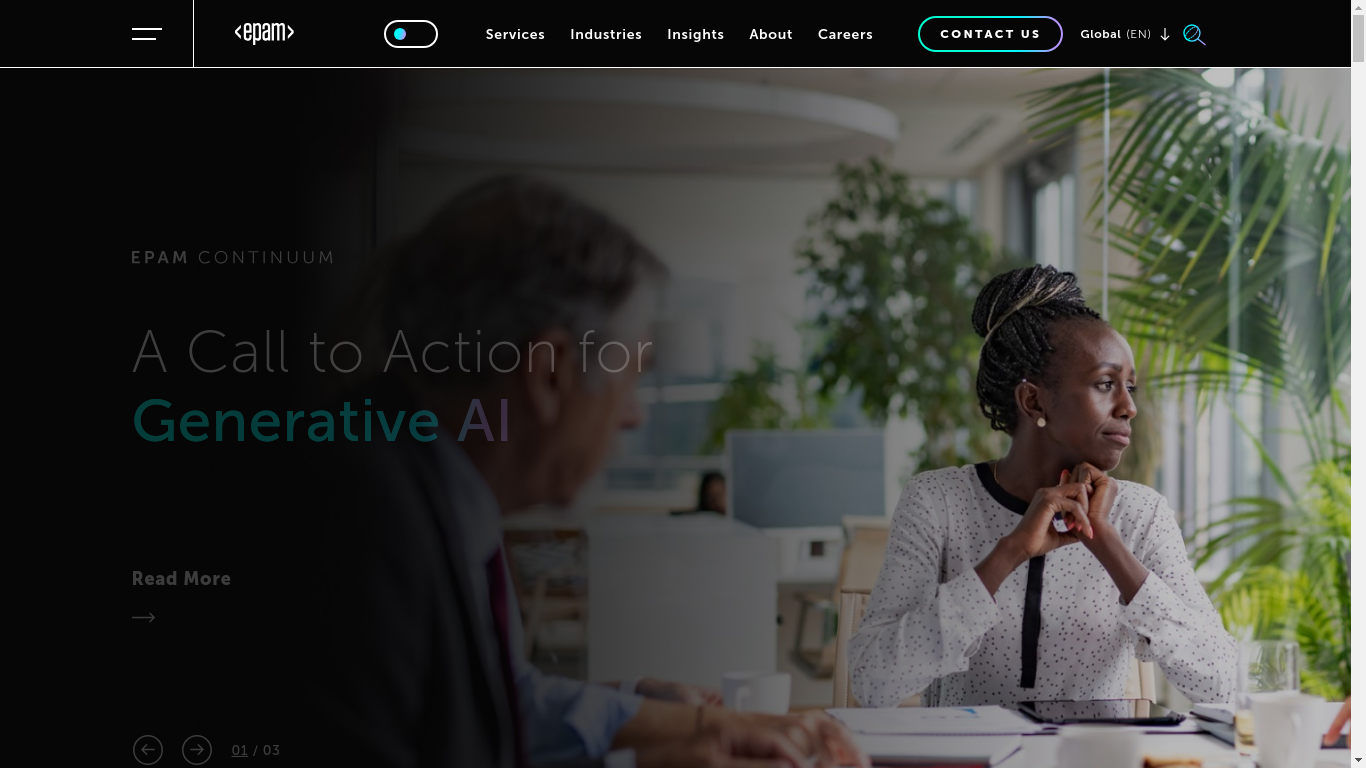 <epam>
Services
Industries
Insights
About
Careers
CONTACT US
Global (EN)
EPAM CONTINUUM
A Call to Action for
Generative AI
Read More
01 / 03